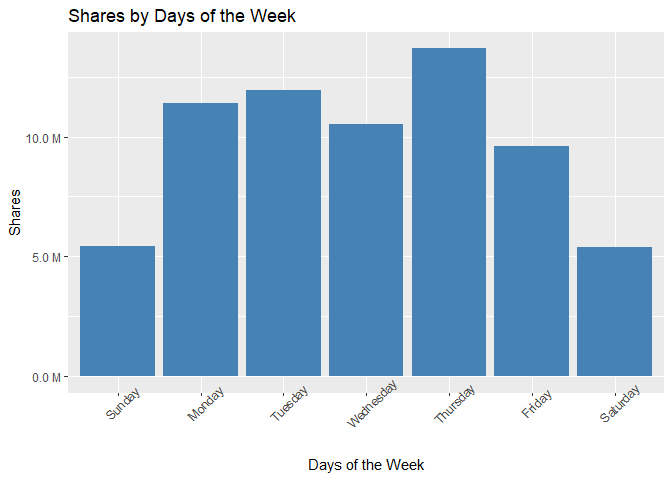 Shares by Days of the Week
Shares
10.0 M
5.0 M
0.0 M
Sunday
Monday
Tuesday
Wednesday
Thursday
Friday
Saturday
Days of the Week